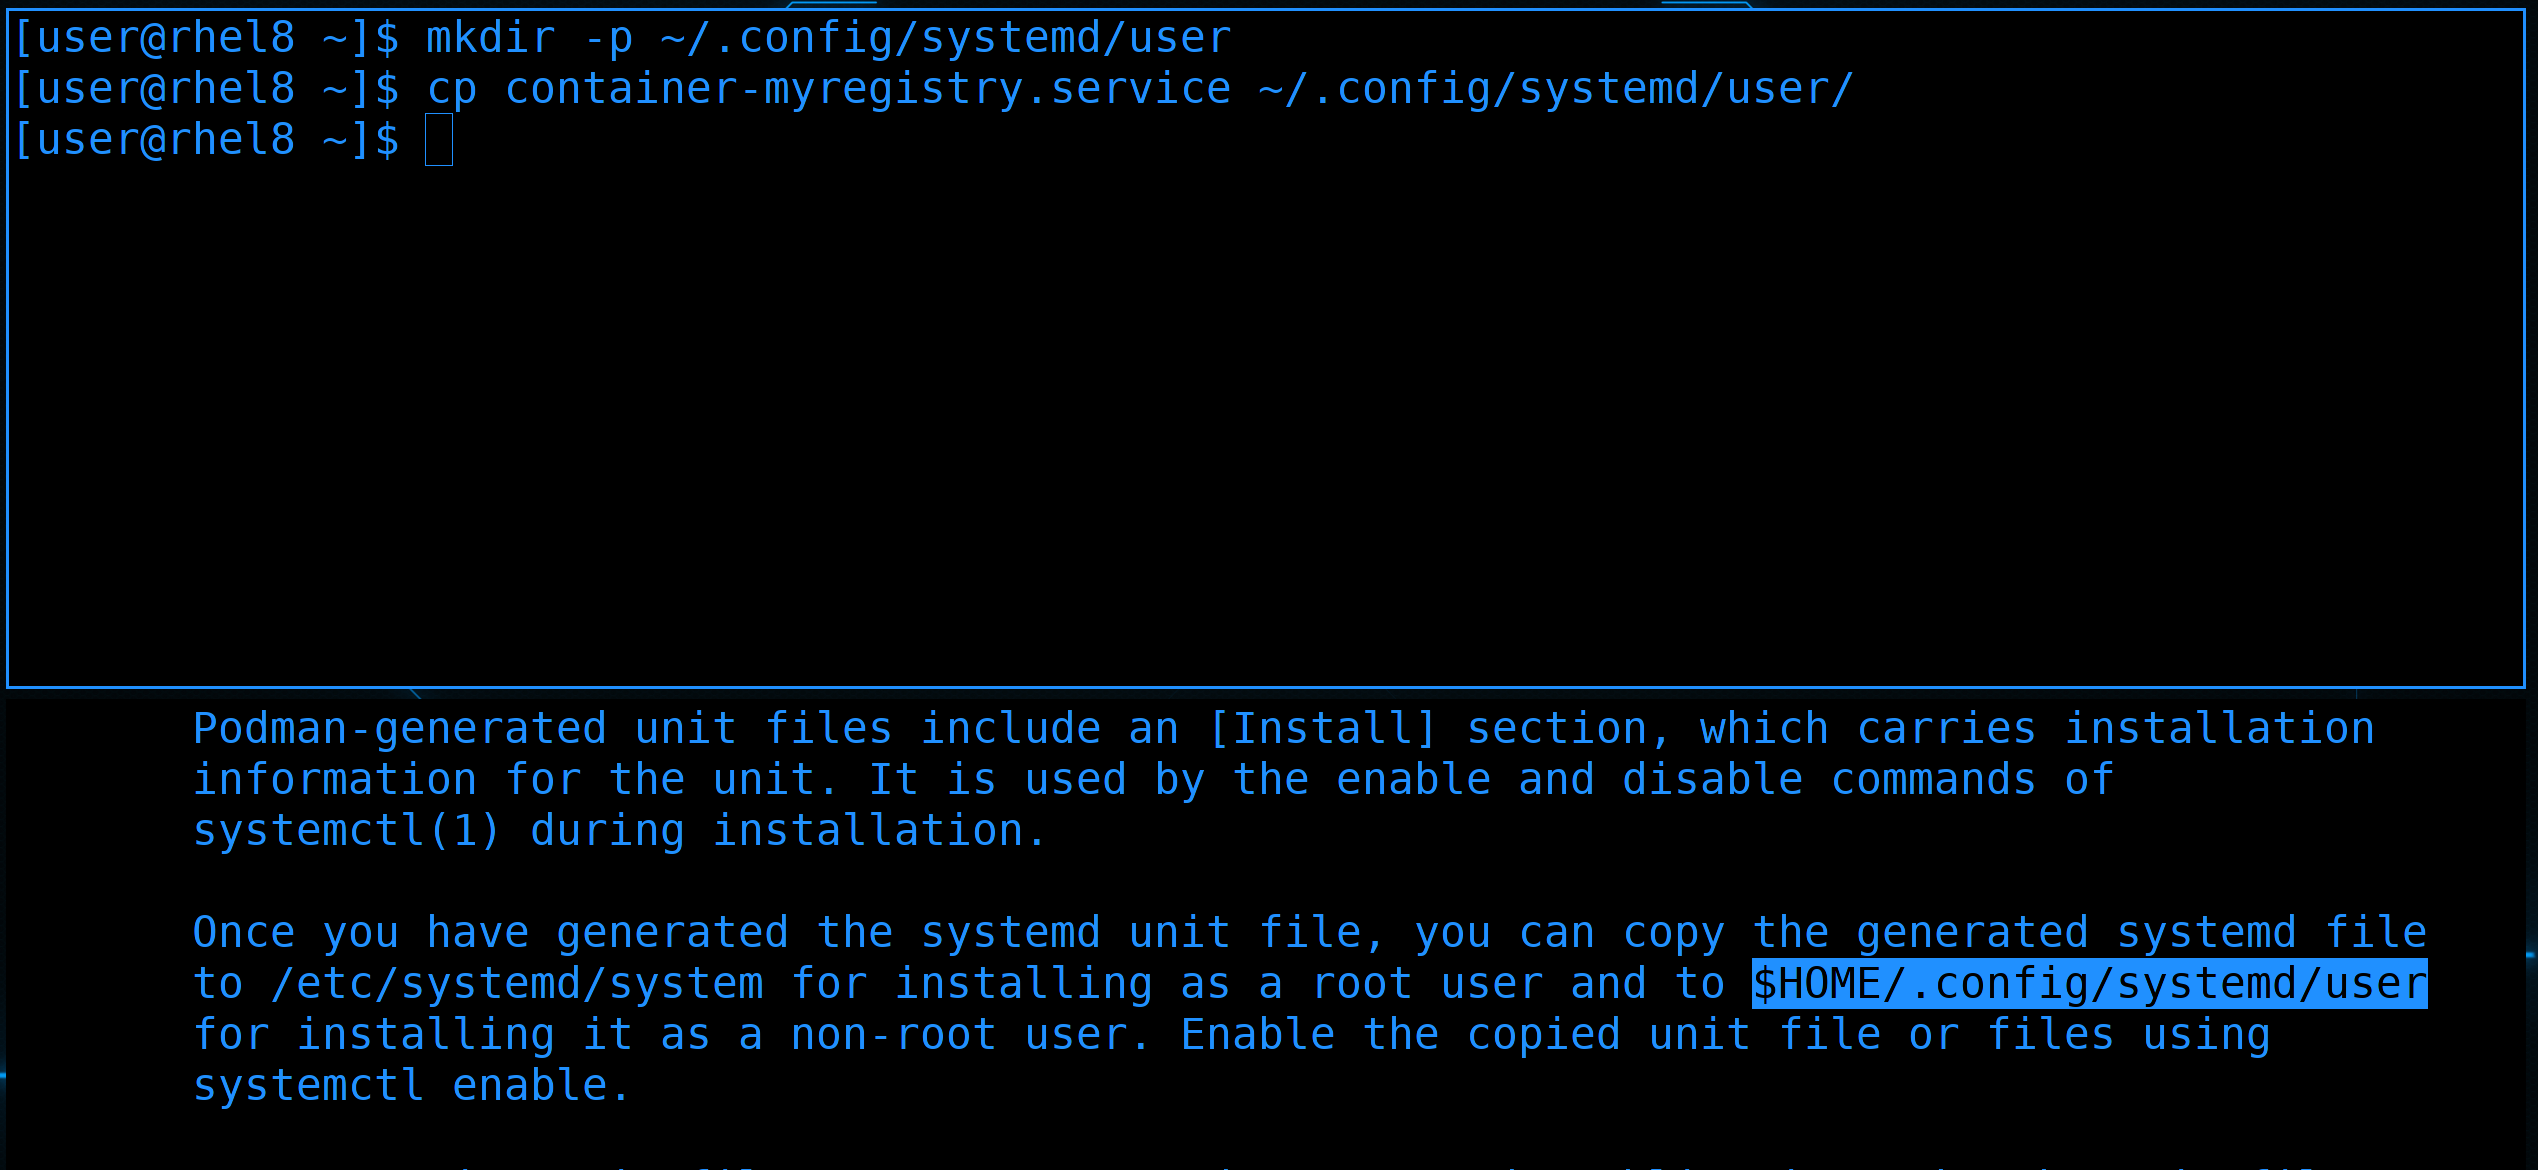 [user@rhel8 ~]$ mkdir -p ~/.config/systemd/user
[user@rhel8 ~]$ cp container-myregistry.service ~/.config/systemd/user/
[user@rhel8 ~]$
Podman-generated unit files include an [Install] section, which carries installation
information for the unit. It is used by the enable and disable commands of
systemctl(1) during installation.
Once you have generated the systemd unit file, you can copy the generated systemd file
to /etc/systemd/system for installing as a root user and to $HOME/.config/systemd/user
for installing it as a non-root user. Enable the copied unit file or files using
systemctl enable.